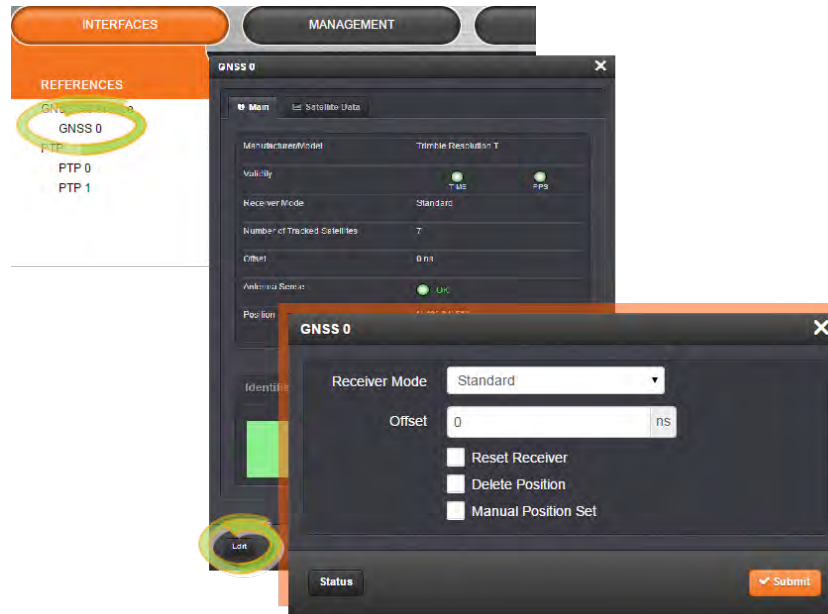 INTERFACES
MANAGEMENT
REFERENCES
GNSS 0
PTP 0
PTP 1
GNSS 0
Main
Satellite Data
Manufacturer/Model Trimble Resolution T
Validity
TIME PPS
Receiver Mode Standard
Number of Tracked Satellites 7
Offset 0 ns
Antenna Sense OK
Position
Edit
GNSS 0
Receiver Mode Standard
Offset 0 ns
Reset Receiver
Delete Position
Manual Position Set
Status
Submit